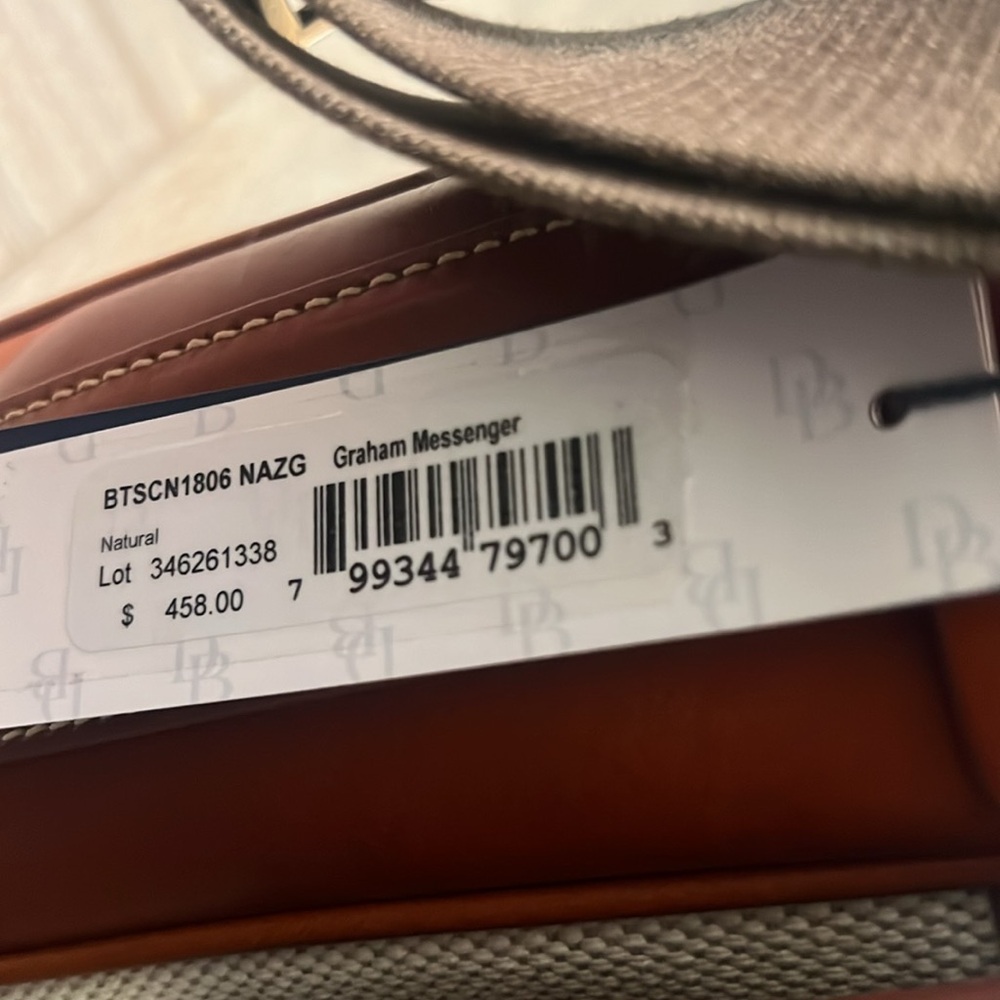 BTSCN1806 NAZG Graham Messenger
Natural
Lot 346261338
$ 458.00
7 99344 79700 3